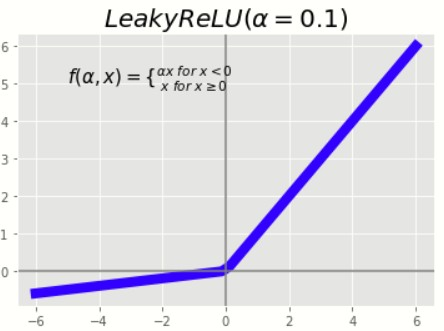 LeakyReLU(α = 0.1)
f(α, x) = {αx for x < 0
x for x ≥ 0
6
5
4
3
2
1
0
−6 −4 −2 0 2 4 6